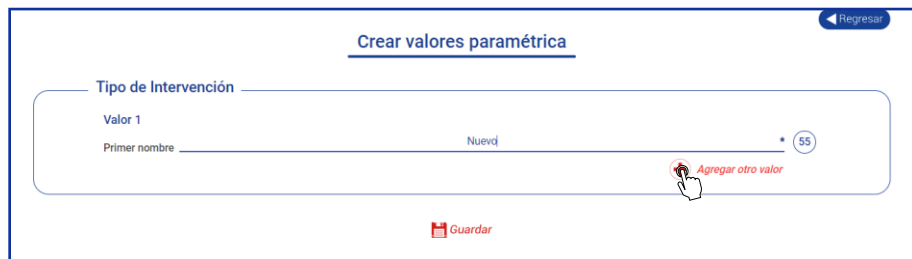 Regresar
Crear valores paramétrica
Tipo de Intervención
Valor 1
Primer nombre Nuevo * 55
Agregar otro valor
Guardar